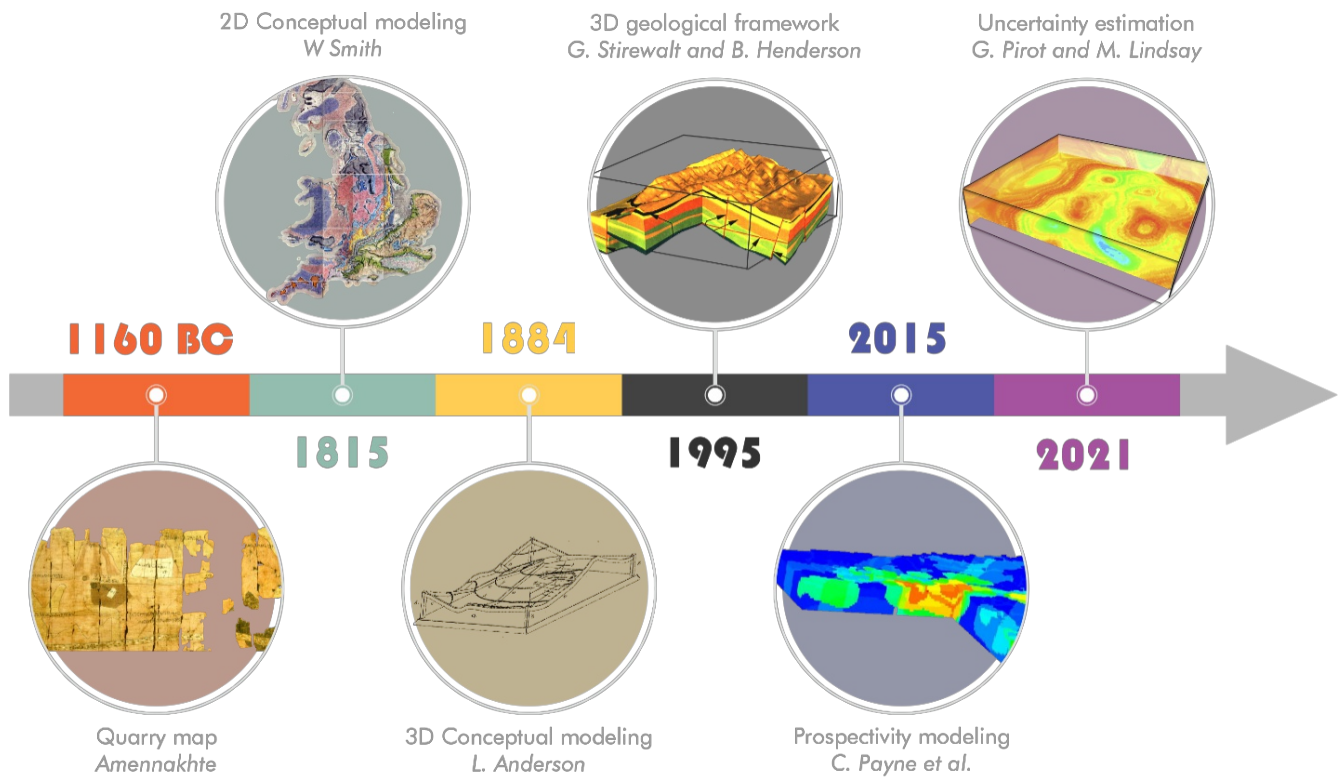 2D Conceptual modeling
W Smith
3D geological framework
G. Stirewalt and B. Henderson
Uncertainty estimation
G. Pirot and M. Lindsay
1160 BC
1884
2015
1815
1995
2021
Quarry map
Amennakhte
3D Conceptual modeling
L. Anderson
Prospectivity modeling
C. Payne et al.